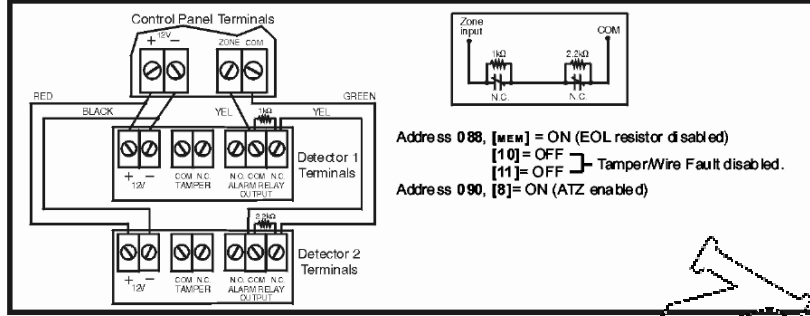 Control Panel Terminals
+ 12V −
ZONE COM
RED
BLACK
YEL
1kΩ
YEL
GREEN
Detector 1
Terminals
+ 12V −
COM N.C.
TAMPER
N.O. COM N.C.
ALARM RELAY
OUTPUT
2.2kΩ
Detector 2
Terminals
+ 12V −
COM N.C.
TAMPER
N.O. COM N.C.
ALARM RELAY
OUTPUT
Zone
input
COM
1kΩ
2.2kΩ
N.C.
N.C.
Address 088, [MEM] = ON (EOL resistor disabled)
[10] = OFF
[11] = OFF
Tamper/Wire Fault disabled.
Address 090, [8] = ON (ATZ enabled)